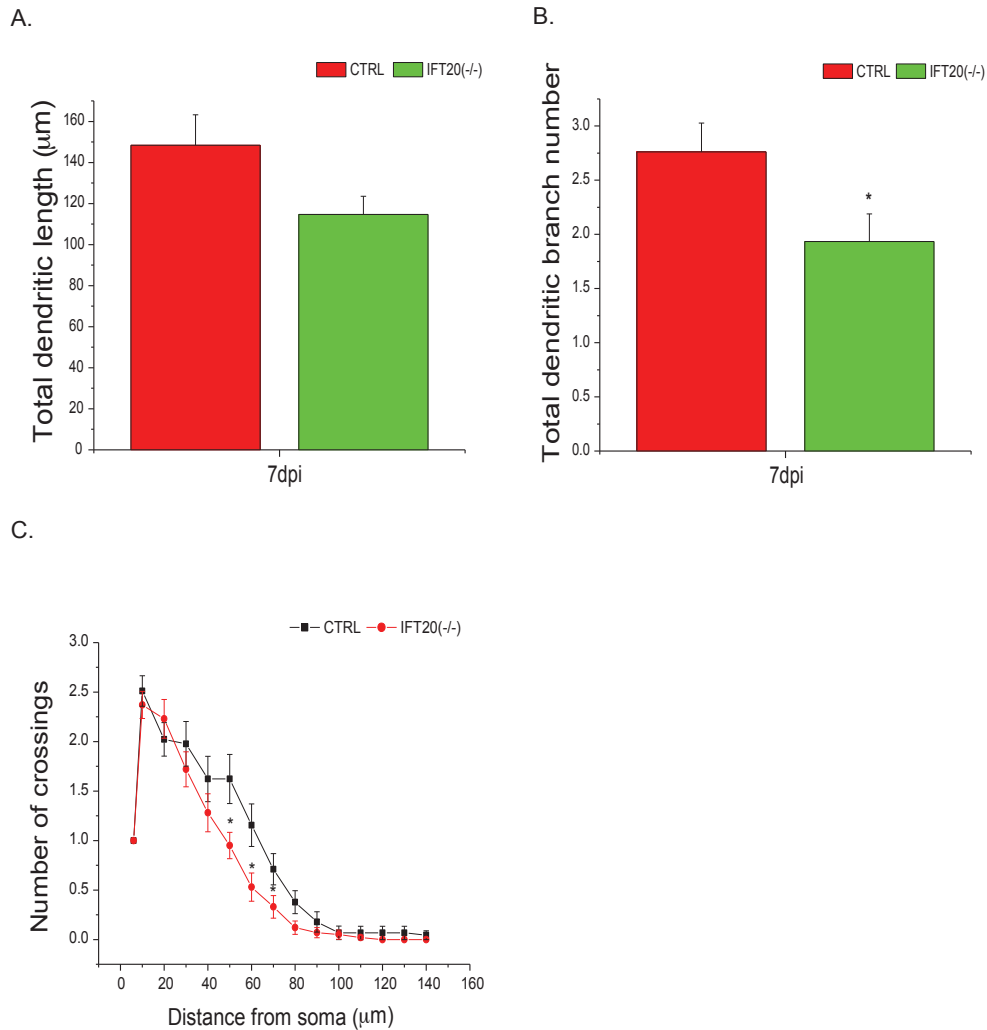 A.
CTRL IFT20(-/-)
Total dendritic length (μm)
160
140
120
100
80
60
40
20
0
7dpi
B.
CTRL IFT20(-/-)
Total dendritic branch number
3.0
2.5
2.0
1.5
1.0
0.5
0.0
*
7dpi
C.
CTRL IFT20(-/-)
Number of crossings
3.0
2.5
2.0
1.5
1.0
0.5
0.0
*
*
*
0 20 40 60 80 100 120 140 160
Distance from soma (μm)